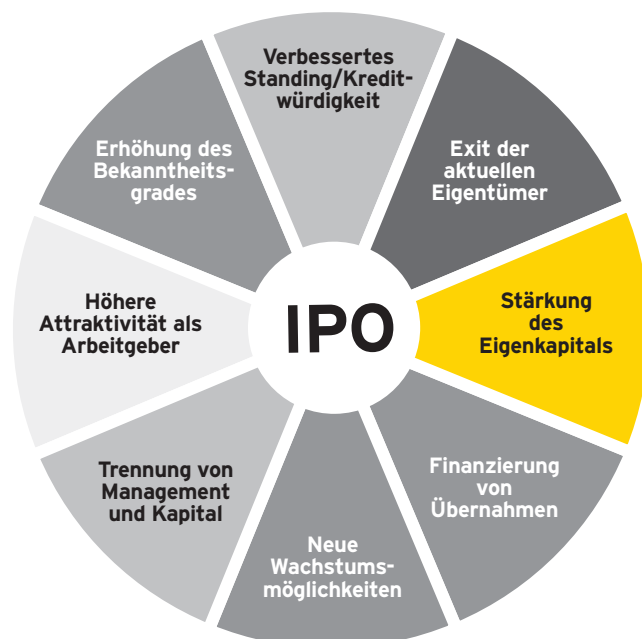 Verbessertes
Standing/Kredit-
würdigkeit
Exit der
aktuellen
Eigentümer
Stärkung
des
Eigenkapitals
Finanzierung
von
Übernahmen
Neue
Wachstums-
möglichkeiten
Trennung von
Management
und Kapital
Höhere
Attraktivität als
Arbeitgeber
Erhöhung des
Bekanntheits-
grades
IPO